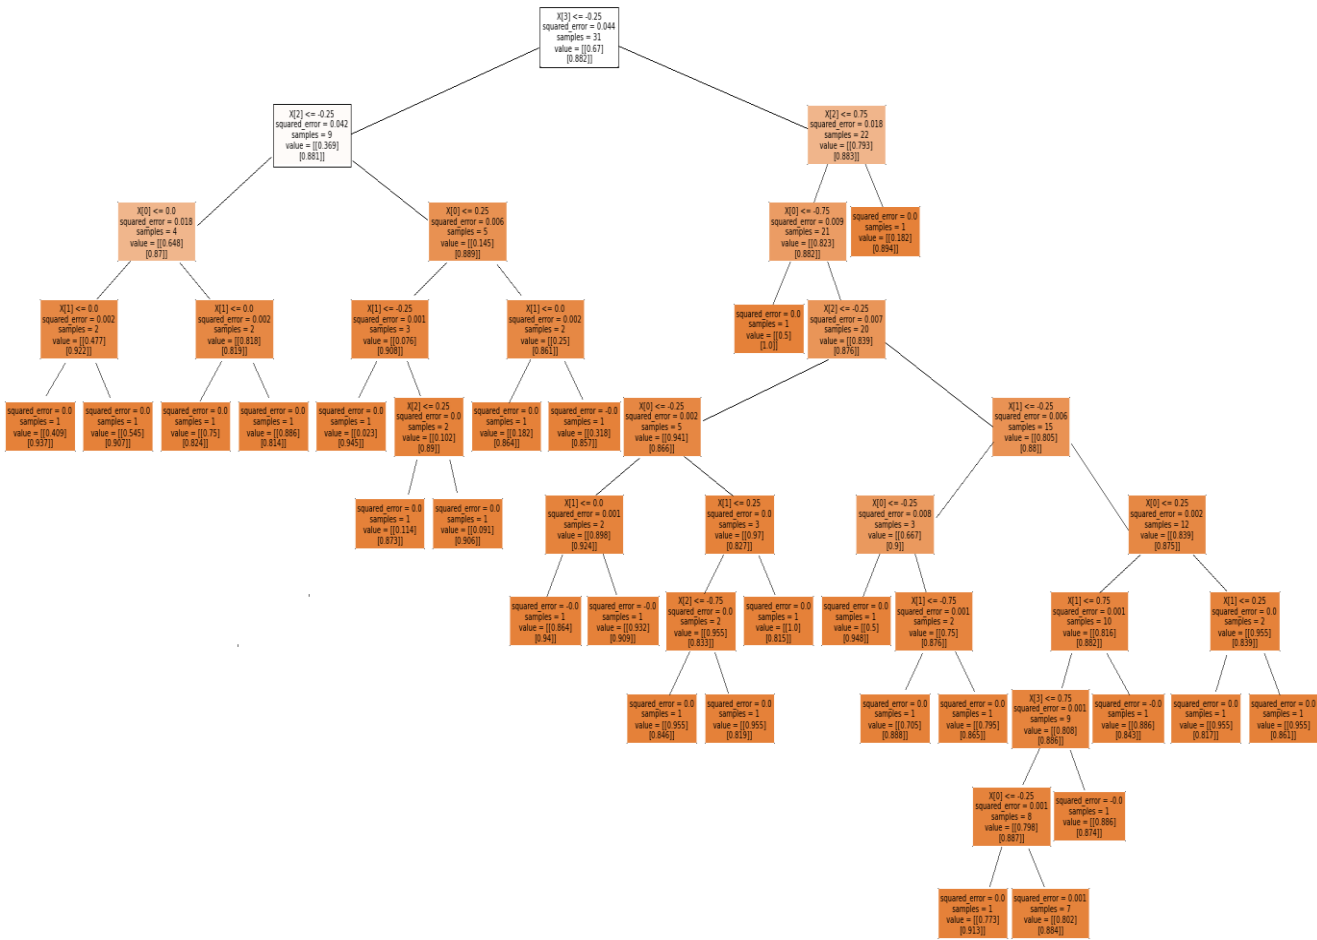 X[3] <= -0.25
squared_error = 0.044
samples = 31
value = [[0.67]
[0.882]]
X[2] <= -0.25
squared_error = 0.042
samples = 9
value = [[0.369]
[0.881]]
X[2] <= 0.75
squared_error = 0.018
samples = 22
value = [[0.793]
[0.883]]
X[0] <= 0.0
squared_error = 0.018
samples = 4
value = [[0.648]
[0.87]]
X[0] <= 0.25
squared_error = 0.006
samples = 5
value = [[0.145]
[0.889]]
X[0] <= -0.75
squared_error = 0.009
samples = 21
value = [[0.823]
[0.882]]
squared_error = 0.0
samples = 1
value = [[0.182]
[0.894]]
X[1] <= 0.0
squared_error = 0.002
samples = 2
value = [[0.477]
[0.922]]
X[1] <= 0.0
squared_error = 0.002
samples = 2
value = [[0.818]
[0.819]]
X[1] <= -0.25
squared_error = 0.001
samples = 3
value = [[0.076]
[0.908]]
X[1] <= 0.0
squared_error = 0.002
samples = 2
value = [[0.25]
[0.861]]
squared_error = 0.0
samples = 1
value = [[0.5]
[1.0]]
X[2] <= -0.25
squared_error = 0.007
samples = 20
value = [[0.839]
[0.876]]
squared_error = 0.0
samples = 1
value = [[0.409]
[0.937]]
squared_error = 0.0
samples = 1
value = [[0.545]
[0.907]]
squared_error = 0.0
samples = 1
value = [[0.75]
[0.824]]
squared_error = 0.0
samples = 1
value = [[0.886]
[0.814]]
squared_error = 0.0
samples = 1
value = [[0.023]
[0.945]]
X[2] <= 0.25
squared_error = 0.0
samples = 2
value = [[0.102]
[0.89]]
squared_error = 0.0
samples = 1
value = [[0.182]
[0.864]]
squared_error = -0.0
samples = 1
value = [[0.318]
[0.857]]
X[0] <= -0.25
squared_error = 0.002
samples = 5
value = [[0.941]
[0.866]]
X[1] <= -0.25
squared_error = 0.006
samples = 15
value = [[0.805]
[0.88]]
squared_error = 0.0
samples = 1
value = [[0.114]
[0.873]]
squared_error = 0.0
samples = 1
value = [[0.091]
[0.906]]
X[1] <= 0.0
squared_error = 0.001
samples = 2
value = [[0.898]
[0.924]]
X[1] <= 0.25
squared_error = 0.0
samples = 3
value = [[0.97]
[0.827]]
X[0] <= -0.25
squared_error = 0.008
samples = 3
value = [[0.667]
[0.9]]
X[0] <= 0.25
squared_error = 0.002
samples = 12
value = [[0.839]
[0.875]]
squared_error = -0.0
samples = 1
value = [[0.864]
[0.94]]
squared_error = -0.0
samples = 1
value = [[0.932]
[0.909]]
X[2] <= -0.75
squared_error = 0.0
samples = 2
value = [[0.955]
[0.833]]
squared_error = 0.0
samples = 1
value = [[1.0]
[0.815]]
squared_error = 0.0
samples = 1
value = [[0.5]
[0.948]]
X[1] <= -0.75
squared_error = 0.001
samples = 2
value = [[0.75]
[0.876]]
X[1] <= 0.75
squared_error = 0.001
samples = 10
value = [[0.816]
[0.882]]
X[1] <= 0.25
squared_error = 0.0
samples = 2
value = [[0.955]
[0.839]]
squared_error = 0.0
samples = 1
value = [[0.955]
[0.846]]
squared_error = 0.0
samples = 1
value = [[0.955]
[0.819]]
squared_error = 0.0
samples = 1
value = [[0.705]
[0.888]]
squared_error = 0.0
samples = 1
value = [[0.795]
[0.865]]
X[3] <= 0.75
squared_error = 0.001
samples = 9
value = [[0.808]
[0.886]]
squared_error = -0.0
samples = 1
value = [[0.886]
[0.843]]
squared_error = 0.0
samples = 1
value = [[0.955]
[0.817]]
squared_error = 0.0
samples = 1
value = [[0.955]
[0.861]]
X[0] <= -0.25
squared_error = 0.001
samples = 8
value = [[0.798]
[0.887]]
squared_error = -0.0
samples = 1
value = [[0.886]
[0.874]]
squared_error = 0.0
samples = 1
value = [[0.773]
[0.913]]
squared_error = 0.001
samples = 7
value = [[0.802]
[0.884]]